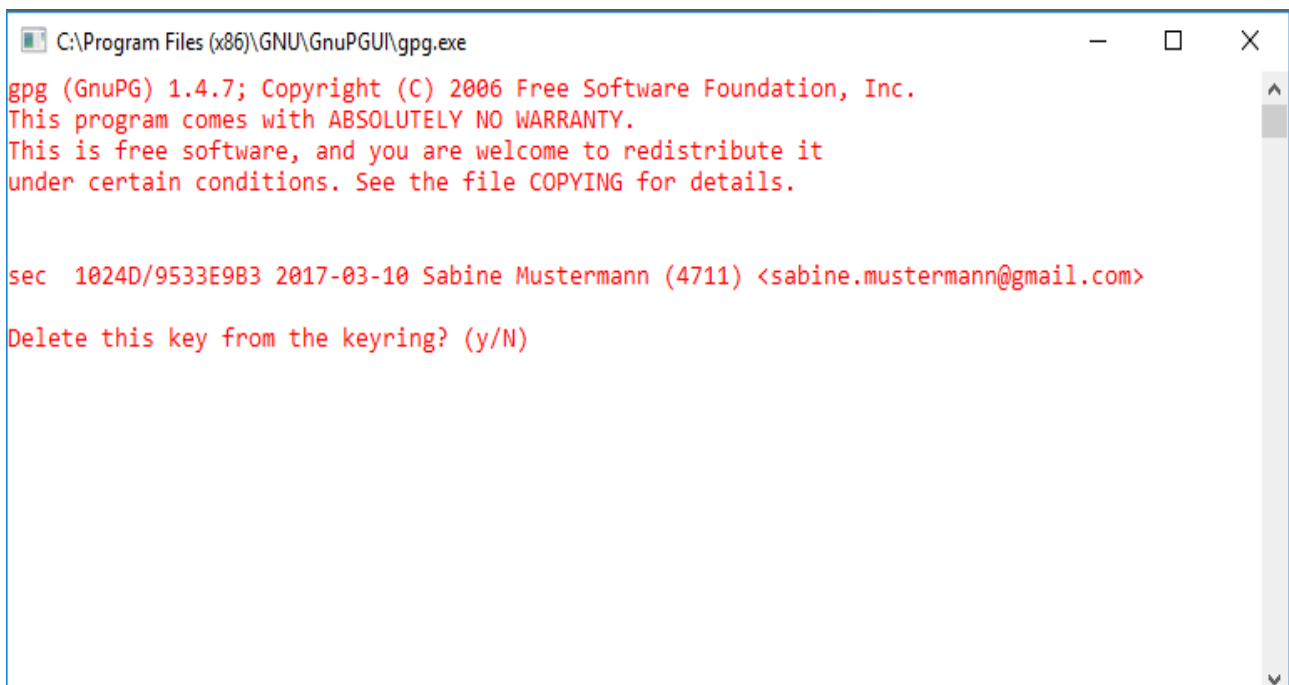 C:\Program Files (x86)\GNU\GnuPGUI\gpg.exe
gpg (GnuPG) 1.4.7; Copyright (C) 2006 Free Software Foundation, Inc.
This program comes with ABSOLUTELY NO WARRANTY.
This is free software, and you are welcome to redistribute it
under certain conditions. See the file COPYING for details.
sec  1024D/9533E9B3 2017-03-10 Sabine Mustermann (4711) <sabine.mustermann@gmail.com>
Delete this key from the keyring? (y/N)